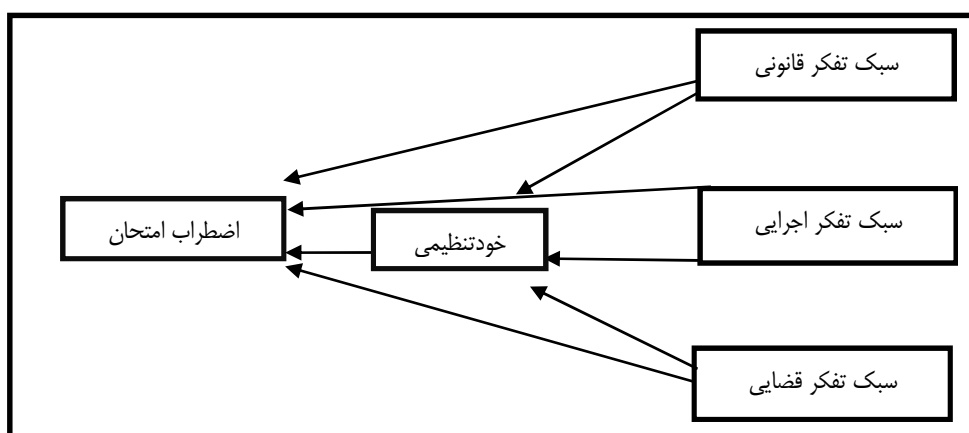 سبک تفکر قانونی
سبک تفکر اجرایی
خودتنظیمی
اضطراب امتحان
سبک تفکر قضایی